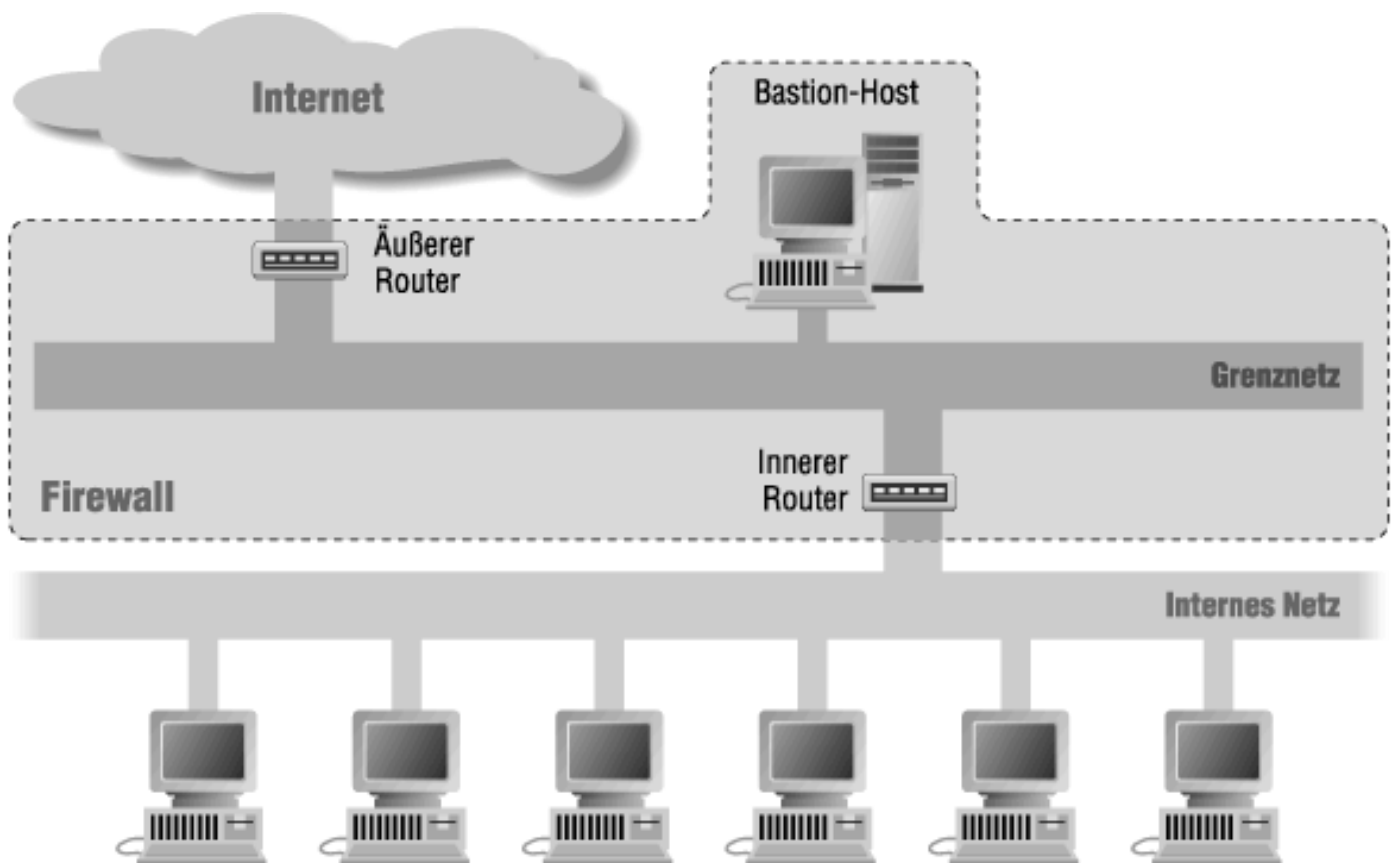 Internet
Bastion-Host
Äußerer
Router
Grenznetz
Innerer
Router
Firewall
Internes Netz